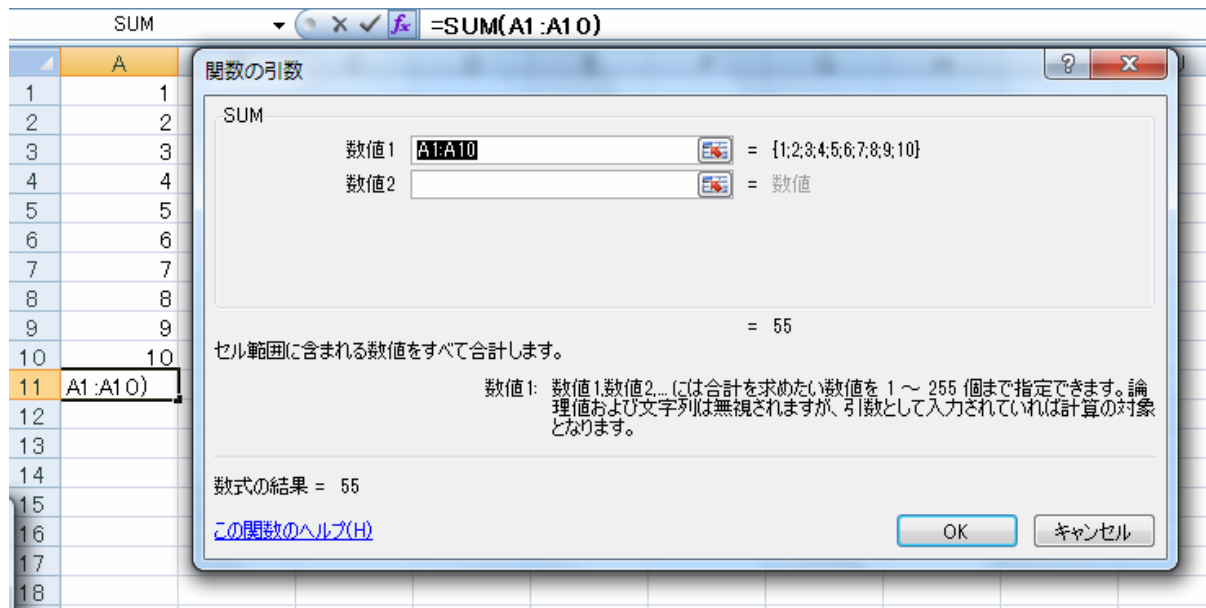 SUM =SUM(A1:A10)
A
関数の引数
1 1
2 2
3 3
4 4
5 5
6 6
7 7
8 8
9 9
10 10
11 A1:A10)
12
13
14
15
16
17
18
SUM
数値1 A1:A10 = {1;2;3;4;5;6;7;8;9;10}
数値2 = 数値
= 55
セル範囲に含まれる数値をすべて合計します。
数値1: 数値1,数値2,... には合計を求めたい数値を 1 ～ 255 個まで指定できます。論
理値および文字列は無視されますが、引数として入力されていれば計算の対象
となります。
数式の結果 = 55
この関数のヘルプ(H)
OK キャンセル